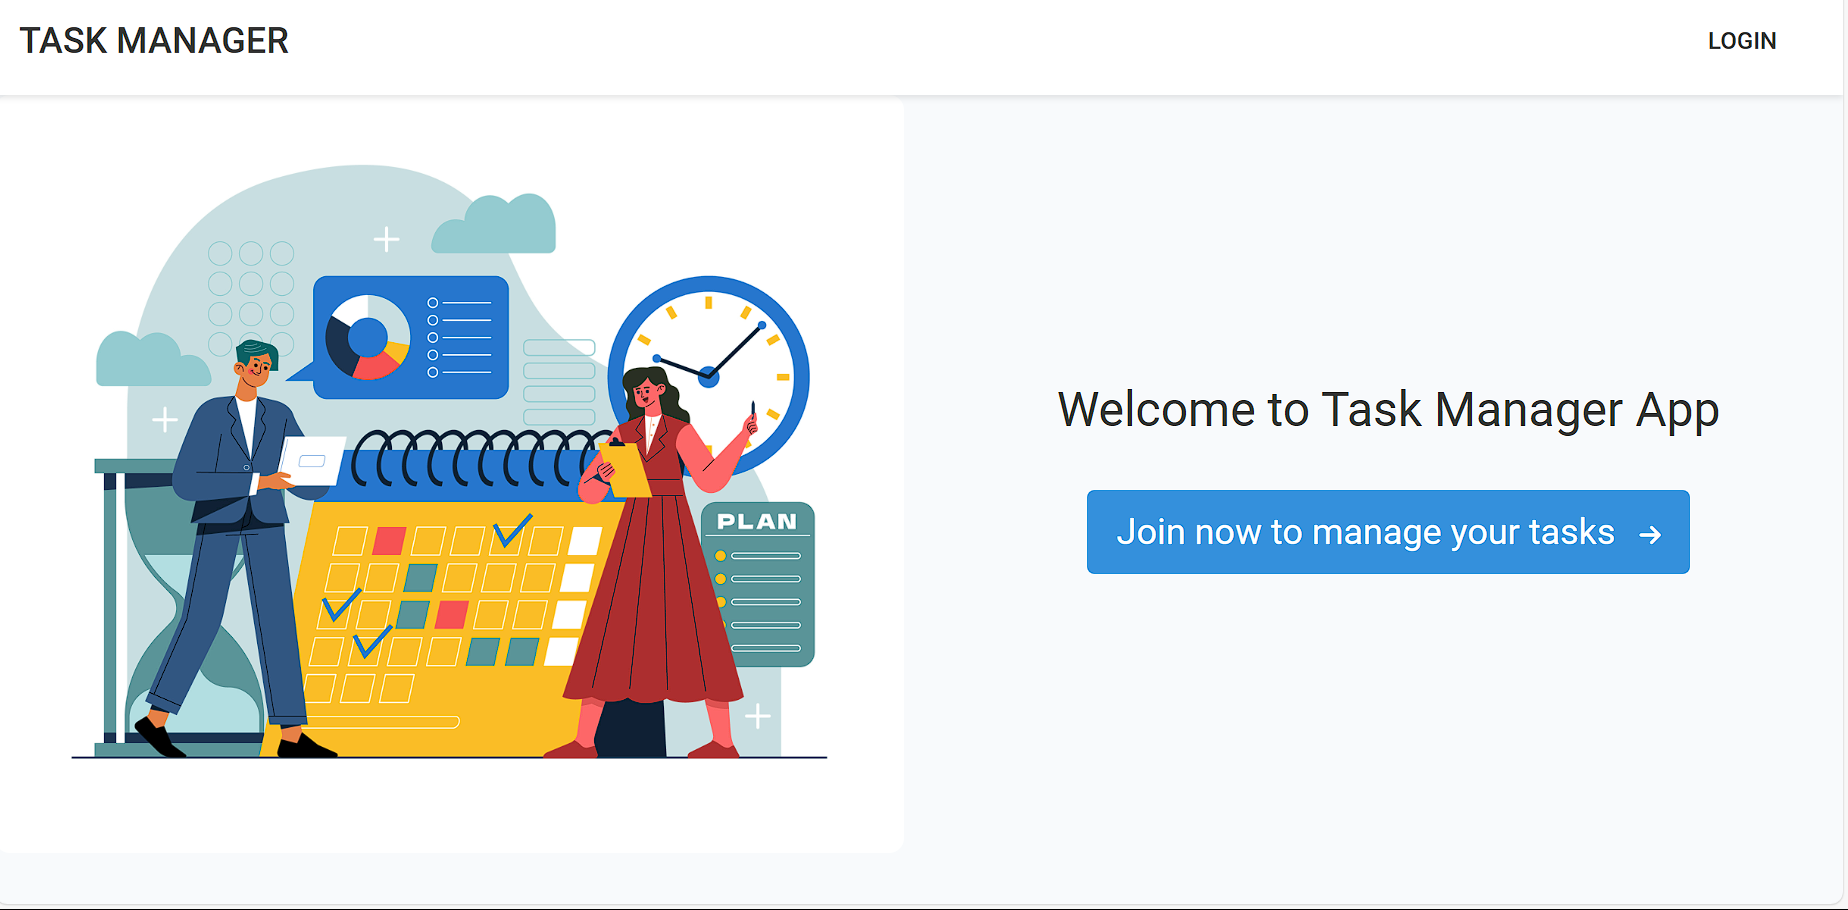 TASK MANAGER
LOGIN
PLAN
Welcome to Task Manager App
Join now to manage your tasks →